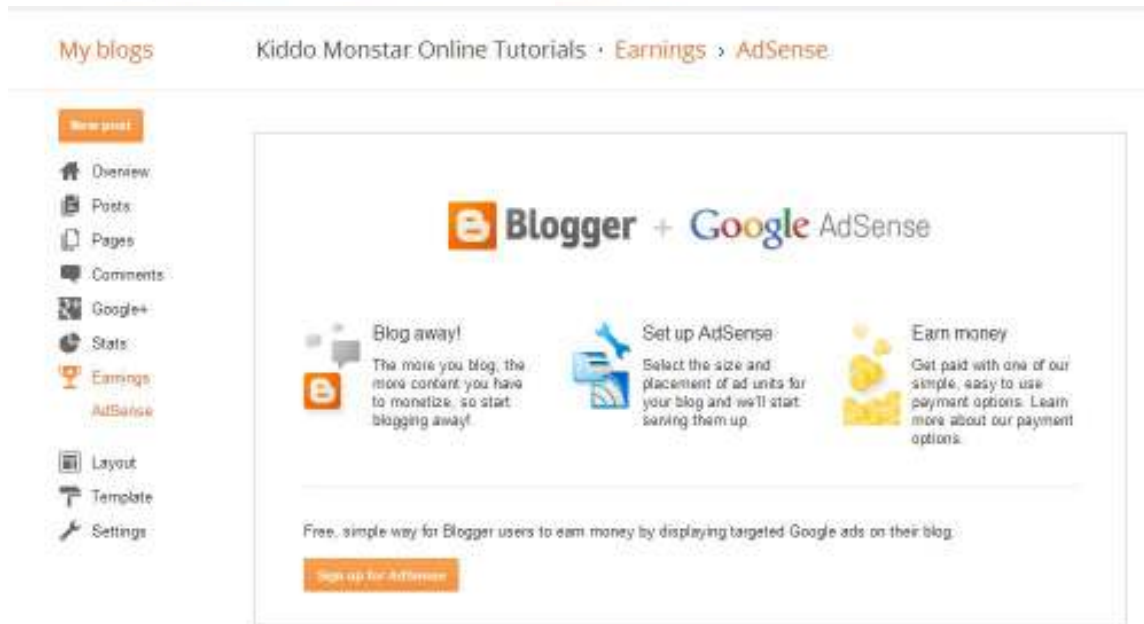 My blogs
Kiddo Monstar Online Tutorials · Earnings › AdSense
New post
Overview
Posts
Pages
Comments
Google+
Stats
Earnings
AdSense
Layout
Template
Settings
Blogger + Google AdSense
Blog away!
The more you blog, the
more content you have
to monetize, so start
blogging away!
Set up AdSense
Select the size and
placement of ad units for
your blog and we'll start
serving them up.
Earn money
Get paid with one of our
simple, easy to use
payment options. Learn
more about our payment
options.
Free, simple way for Blogger users to earn money by displaying targeted Google ads on their blog.
Sign up for AdSense